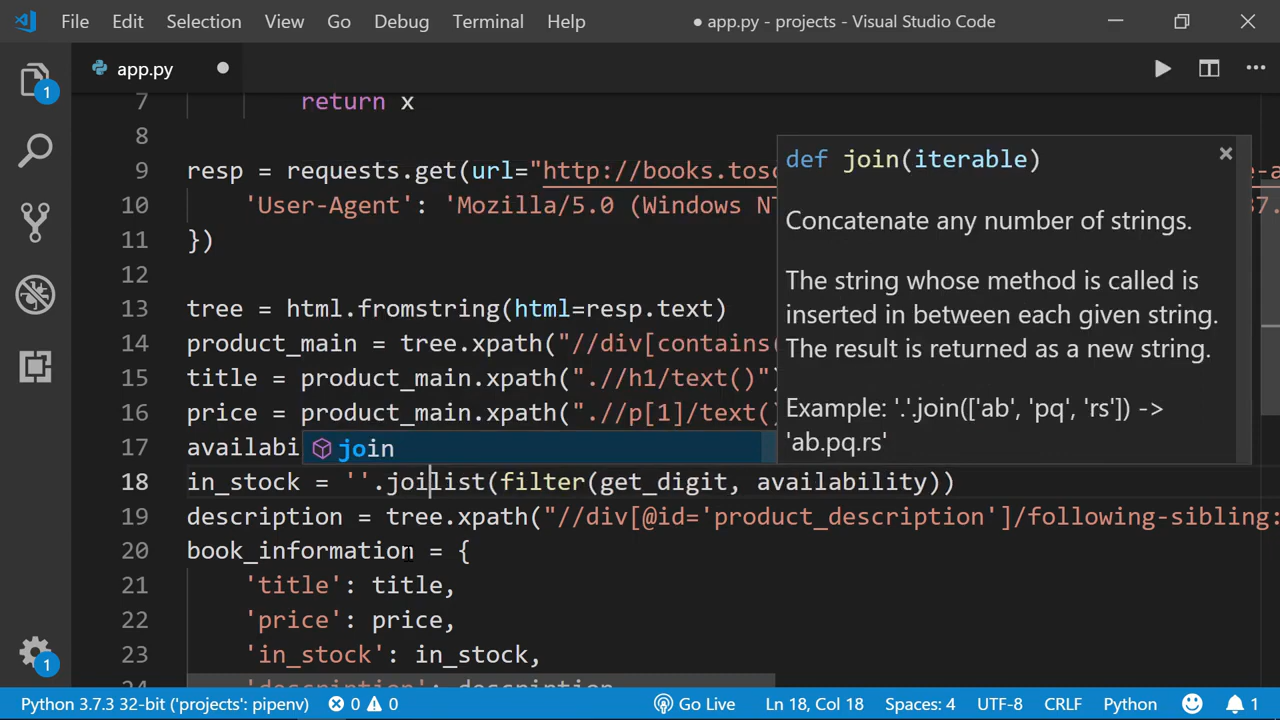 File Edit Selection View Go Debug Terminal Help ● app.py - projects - Visual Studio Code
app.py
1
7 return x
8
9 resp = requests.get(url="http://books.tosc
10 'User-Agent': 'Mozilla/5.0 (Windows NT 37.
11 })
12
13 tree = html.fromstring(html=resp.text)
14 product_main = tree.xpath("//div[contains(
15 title = product_main.xpath(".//h1/text()")
16 price = product_main.xpath(".//p[1]/text()
17 availabi
join
18 in_stock = ''.joilist(filter(get_digit, availability))
19 description = tree.xpath("//div[@id='product_description']/following-sibling:
20 book_information = {
21 'title': title,
22 'price': price,
23 'in_stock': in_stock,
24 'description': description
def join(iterable)
Concatenate any number of strings.
The string whose method is called is
inserted in between each given string.
The result is returned as a new string.
Example: '.'.join(['ab', 'pq', 'rs']) ->
'ab.pq.rs'
1
Python 3.7.3 32-bit ('projects': pipenv) 0 0 Go Live Ln 18, Col 18 Spaces: 4 UTF-8 CRLF Python 1